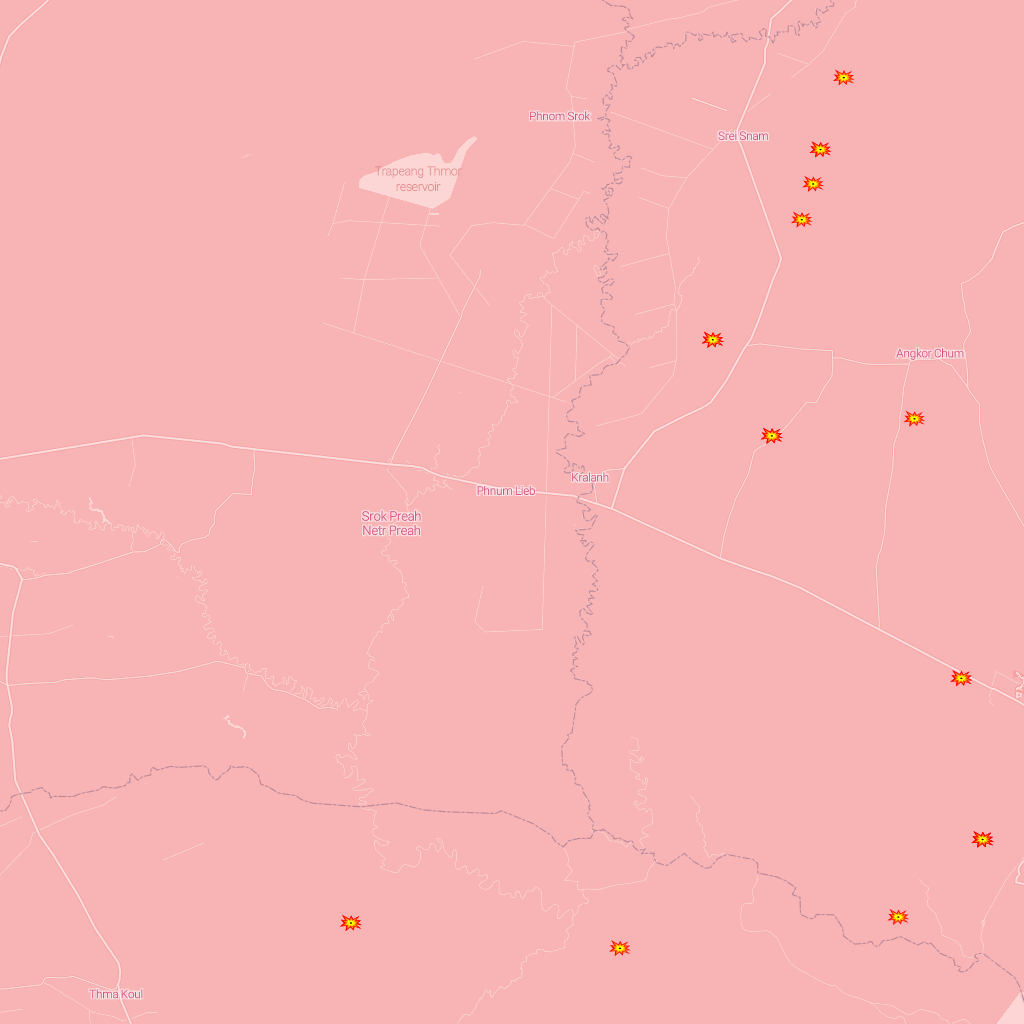 Phnom Srok
Srei Snam
Trapeang Thmor
reservoir
Angkor Chum
Kralanh
Phnum Lieb
Srok Preah
Netr Preah
Thma Koul